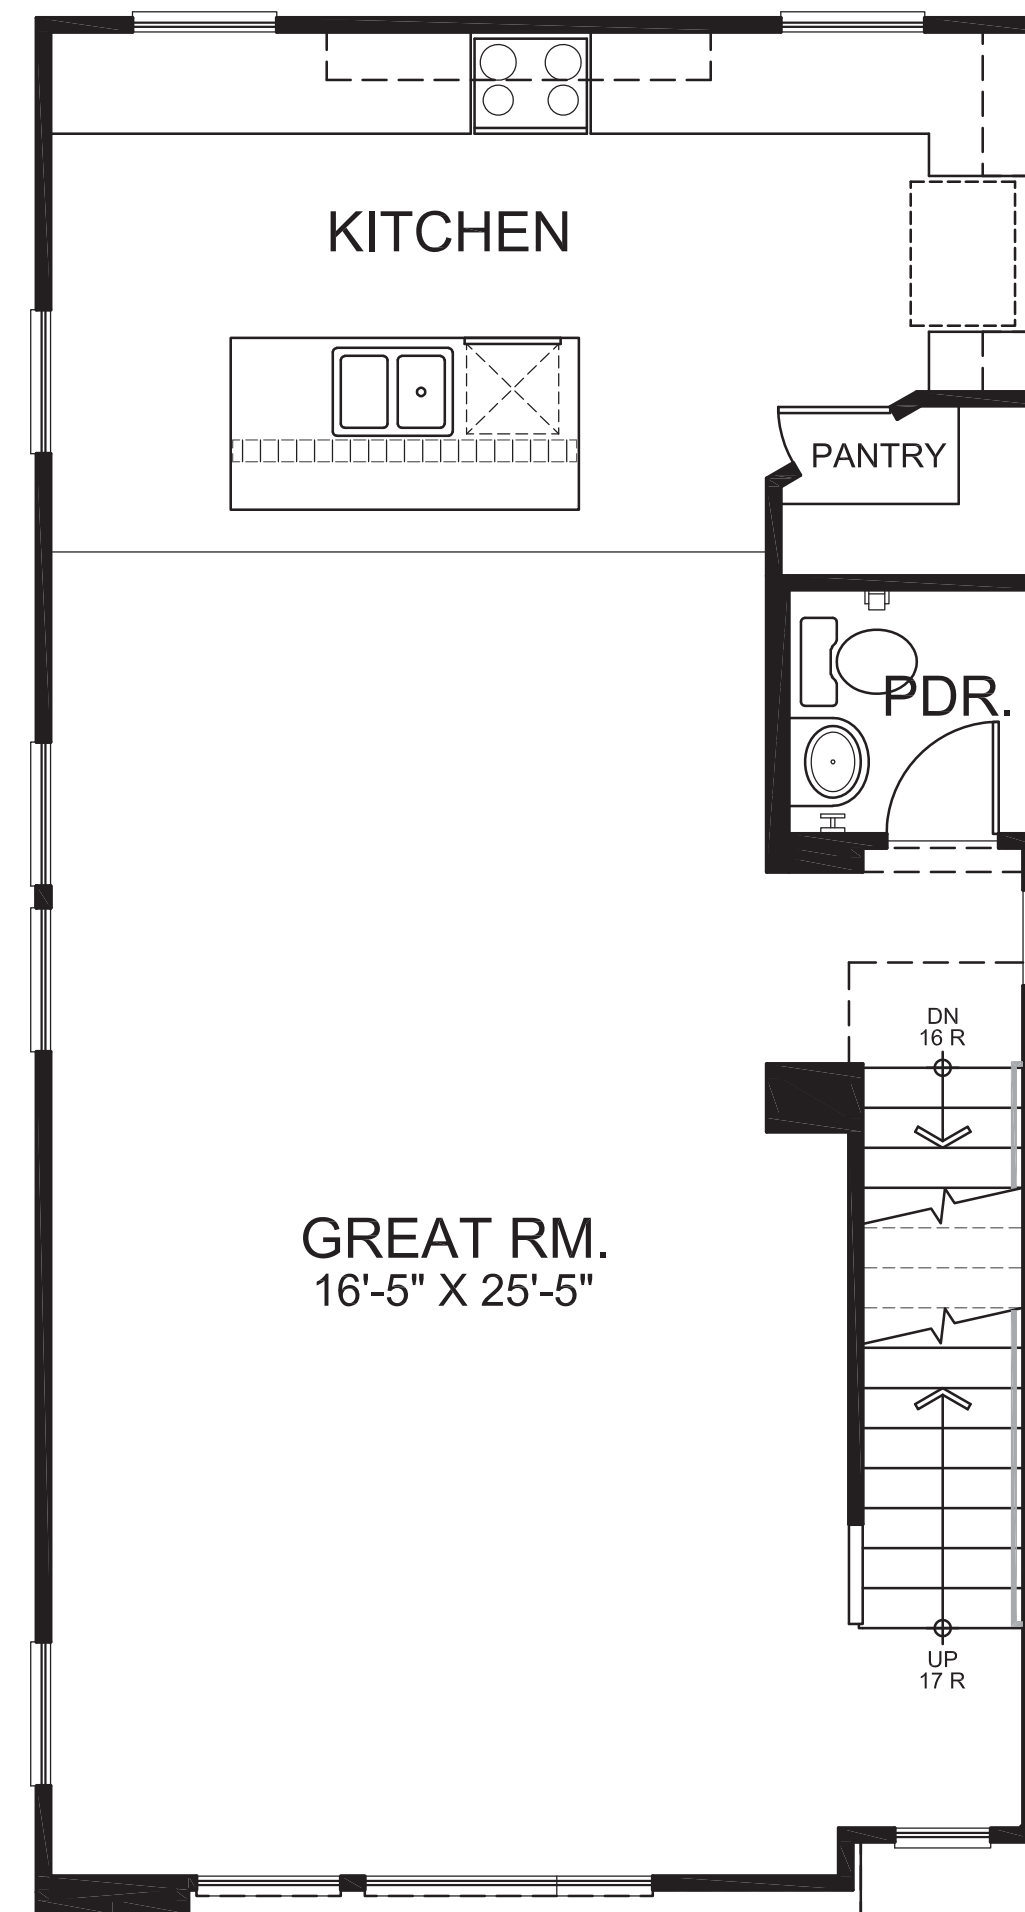 KITCHEN
PANTRY
PDR.
DN
16 R
GREAT RM.
16'-5" X 25'-5"
UP
17 R